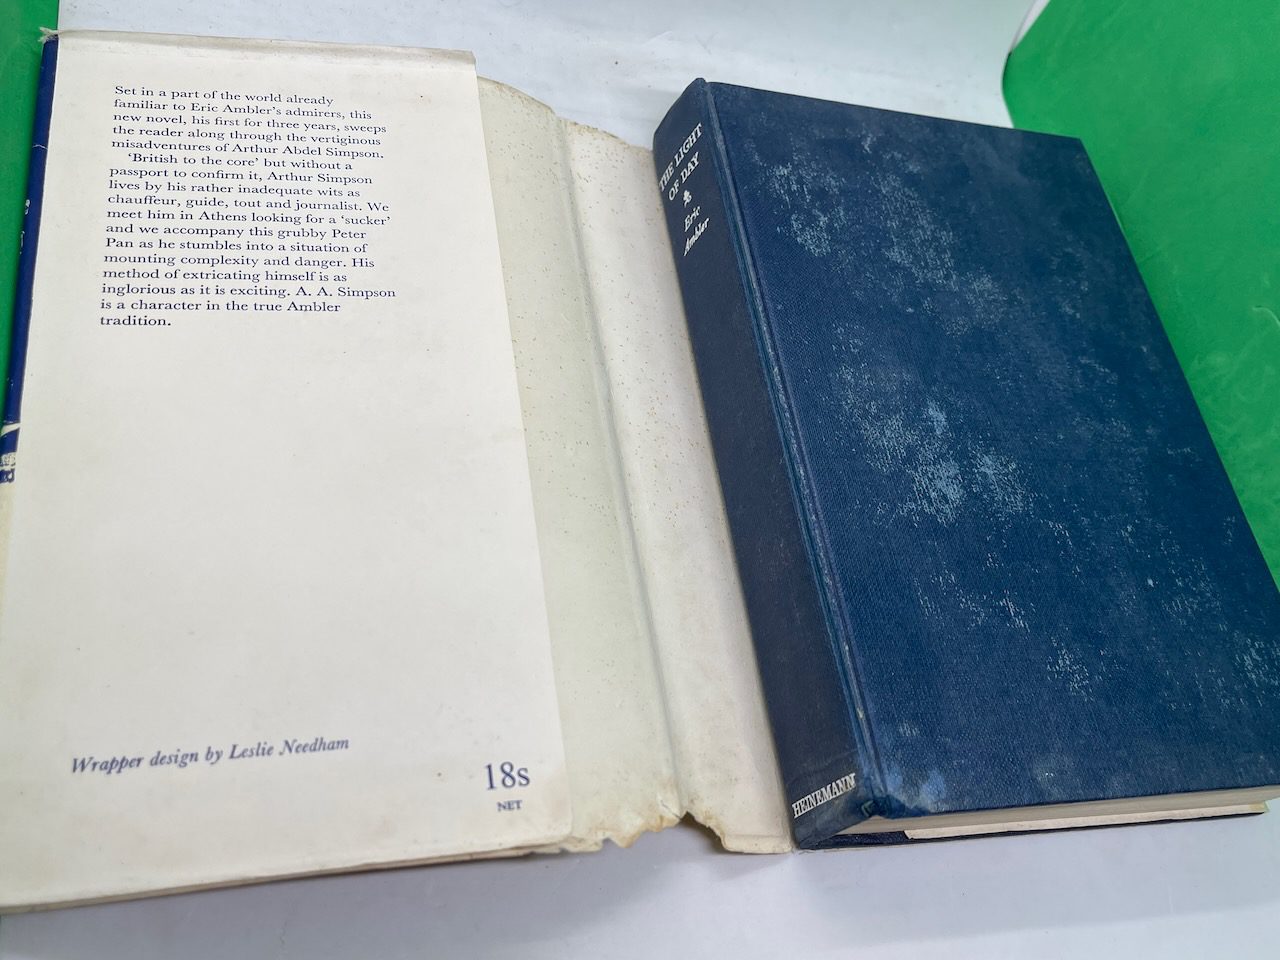 Set in a part of the world already
familiar to Eric Ambler's admirers, this
new novel, his first for three years, sweeps
the reader along through the vertiginous
misadventures of Arthur Abdel Simpson.
'British to the core' but without a
passport to confirm it, Arthur Simpson
lives by his rather inadequate wits as
chauffeur, guide, tout and journalist. We
meet him in Athens looking for a 'sucker'
and we accompany this grubby Peter
Pan as he stumbles into a situation of
mounting complexity and danger. His
method of extricating himself is as
inglorious as it is exciting. A. A. Simpson
is a character in the true Ambler
tradition.
Wrapper design by Leslie Needham
18s
NET
THE LIGHT
OF DAY
Eric
Ambler
HEINEMANN